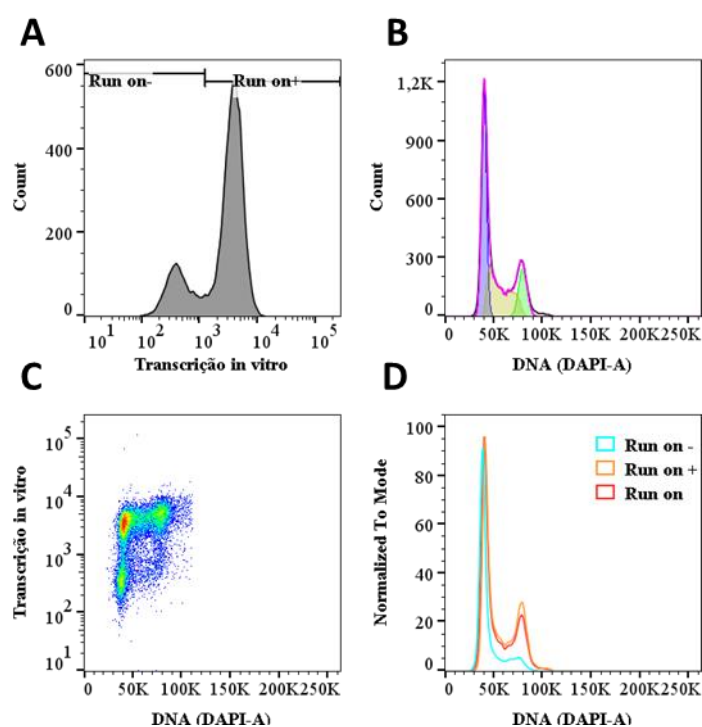 A
600
Run on-
Run on+
400
200
0
Count
10^1
10^2
10^3
10^4
10^5
Transcrição in vitro
B
1,2K
900
600
300
0
Count
0
50K
100K
150K
200K
250K
DNA (DAPI-A)
C
10^5
10^4
10^3
10^2
10^1
Transcrição in vitro
0
50K
100K
150K
200K
250K
DNA (DAPI-A)
D
100
80
60
40
20
0
Normalized To Mode
Run on -
Run on +
Run on
0
50K
100K
150K
200K
250K
DNA (DAPI-A)